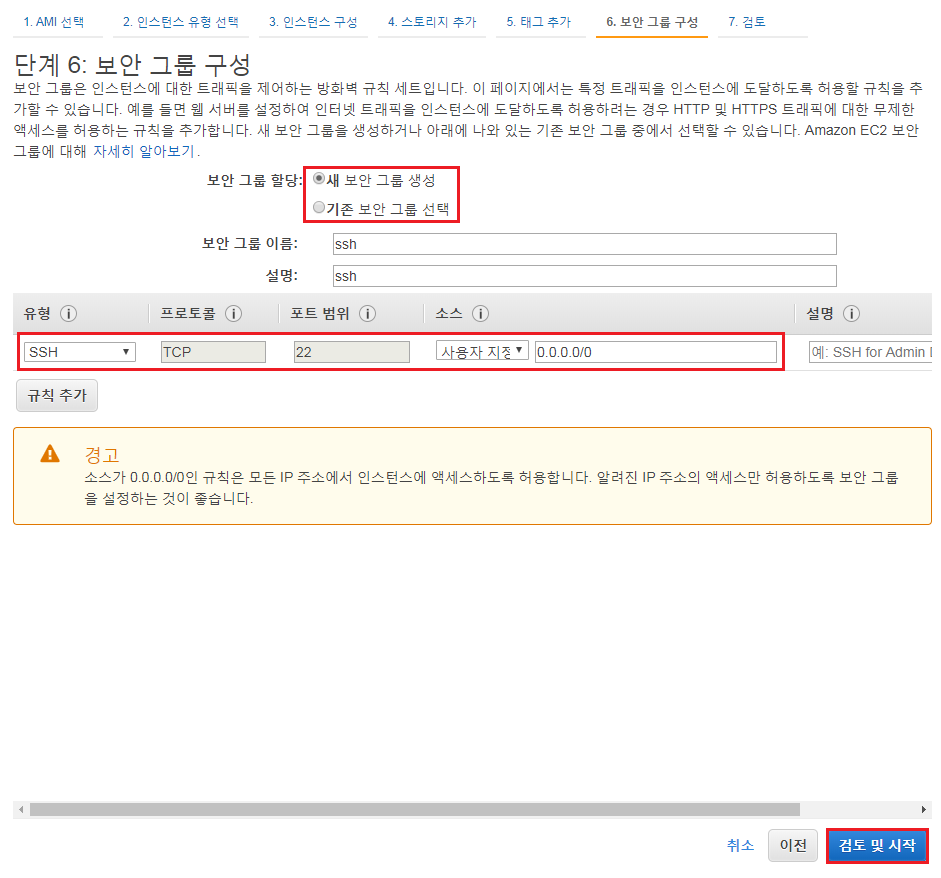 1. AMI 선택 2. 인스턴스 유형 선택 3. 인스턴스 구성 4. 스토리지 추가 5. 태그 추가 6. 보안 그룹 구성 7. 검토
단계 6: 보안 그룹 구성
보안 그룹은 인스턴스에 대한 트래픽을 제어하는 방화벽 규칙 세트입니다. 이 페이지에서는 특정 트래픽을 인스턴스에 도달하도록 허용할 규칙을 추
가할 수 있습니다. 예를 들면 웹 서버를 설정하여 인터넷 트래픽을 인스턴스에 도달하도록 허용하려는 경우 HTTP 및 HTTPS 트래픽에 대한 무제한
액세스를 허용하는 규칙을 추가합니다. 새 보안 그룹을 생성하거나 아래에 나와 있는 기존 보안 그룹 중에서 선택할 수 있습니다. Amazon EC2 보안
그룹에 대해 자세히 알아보기.
보안 그룹 할당: 새 보안 그룹 생성
기존 보안 그룹 선택
보안 그룹 이름: ssh
설명: ssh
유형 i 프로토콜 i 포트 범위 i 소스 i 설명 i
SSH TCP 22 사용자 지정 0.0.0.0/0 예: SSH for Admin
규칙 추가
경고
소스가 0.0.0.0/0인 규칙은 모든 IP 주소에서 인스턴스에 액세스하도록 허용합니다. 알려진 IP 주소의 액세스만 허용하도록 보안 그룹
을 설정하는 것이 좋습니다.
취소 이전 검토 및 시작